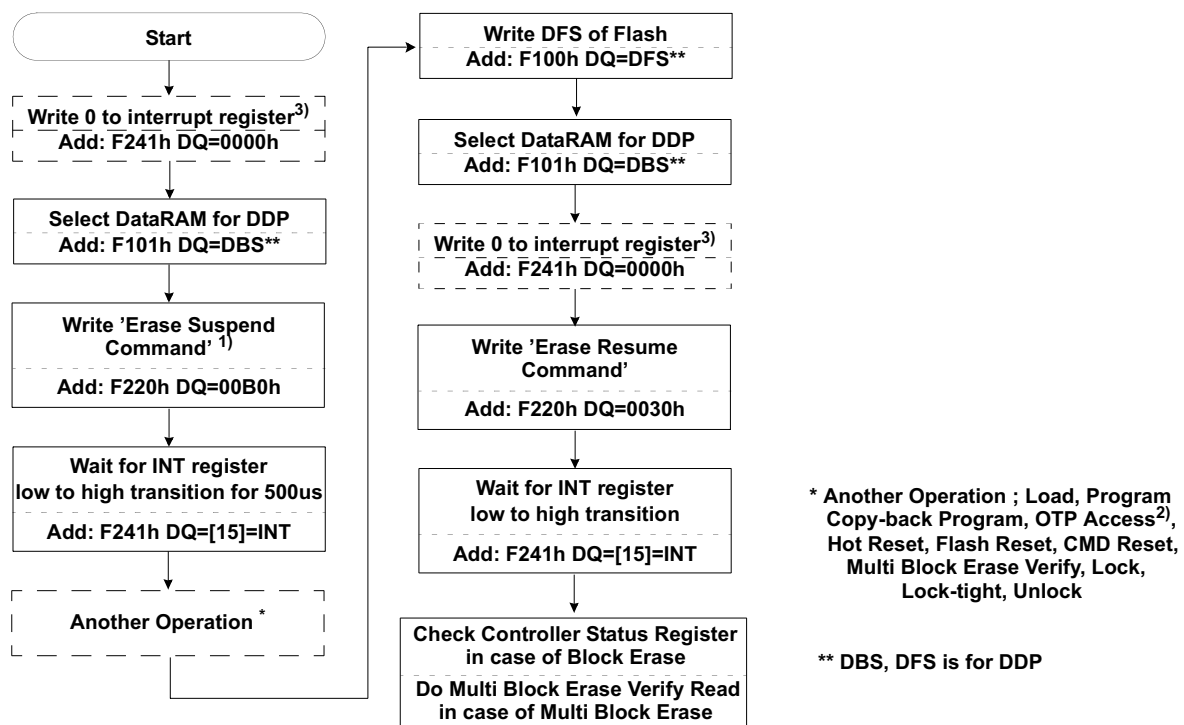 Start
Write 0 to interrupt register3)
Add: F241h DQ=0000h
Select DataRAM for DDP
Add: F101h DQ=DBS**
Write ’Erase Suspend
Command’ 1)
Add: F220h DQ=00B0h
Wait for INT register
low to high transition for 500us
Add: F241h DQ=[15]=INT
Another Operation *
Write DFS of Flash
Add: F100h DQ=DFS**
Select DataRAM for DDP
Add: F101h DQ=DBS**
Write 0 to interrupt register3)
Add: F241h DQ=0000h
Write ’Erase Resume
Command’
Add: F220h DQ=0030h
Wait for INT register
low to high transition
Add: F241h DQ=[15]=INT
Check Controller Status Register
in case of Block Erase
Do Multi Block Erase Verify Read
in case of Multi Block Erase
* Another Operation ; Load, Program
Copy-back Program, OTP Access2),
Hot Reset, Flash Reset, CMD Reset,
Multi Block Erase Verify, Lock,
Lock-tight, Unlock
** DBS, DFS is for DDP